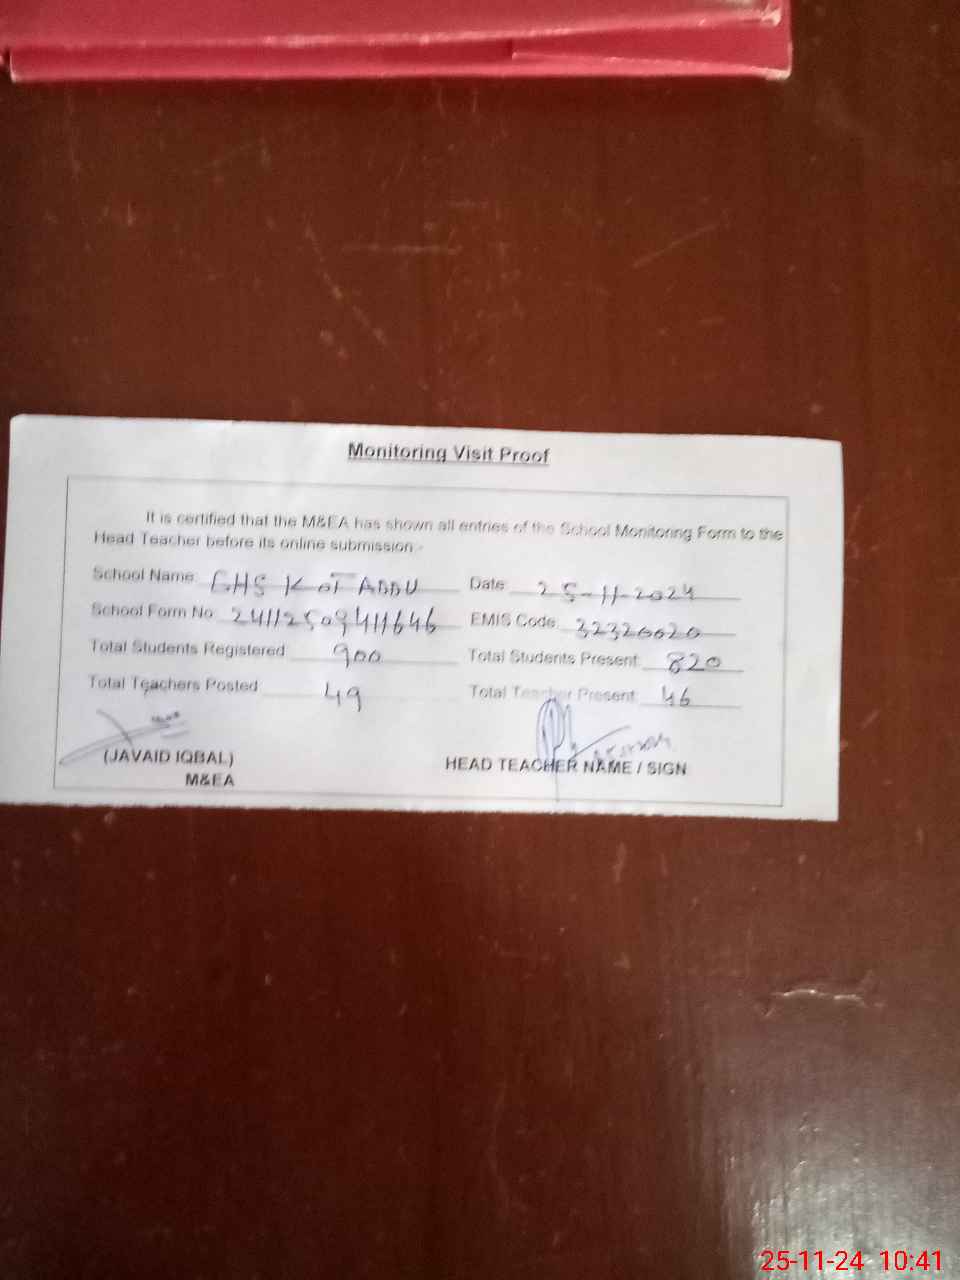 Monitoring Visit Proof
It is certified that the M&EA has shown all entries of the School Monitoring Form to the
Head Teacher before its online submission:-
School Name: GHS KOT ADDU Date: 25-11-2024
School Form No: 24112509411646 EMIS Code: 32320020
Total Students Registered: 900 Total Students Present: 820
Total Teachers Posted: 49 Total Teacher Present: 46
(JAVAID IQBAL)
M&EA
HEAD TEACHER NAME / SIGN
25-11-24 10:41